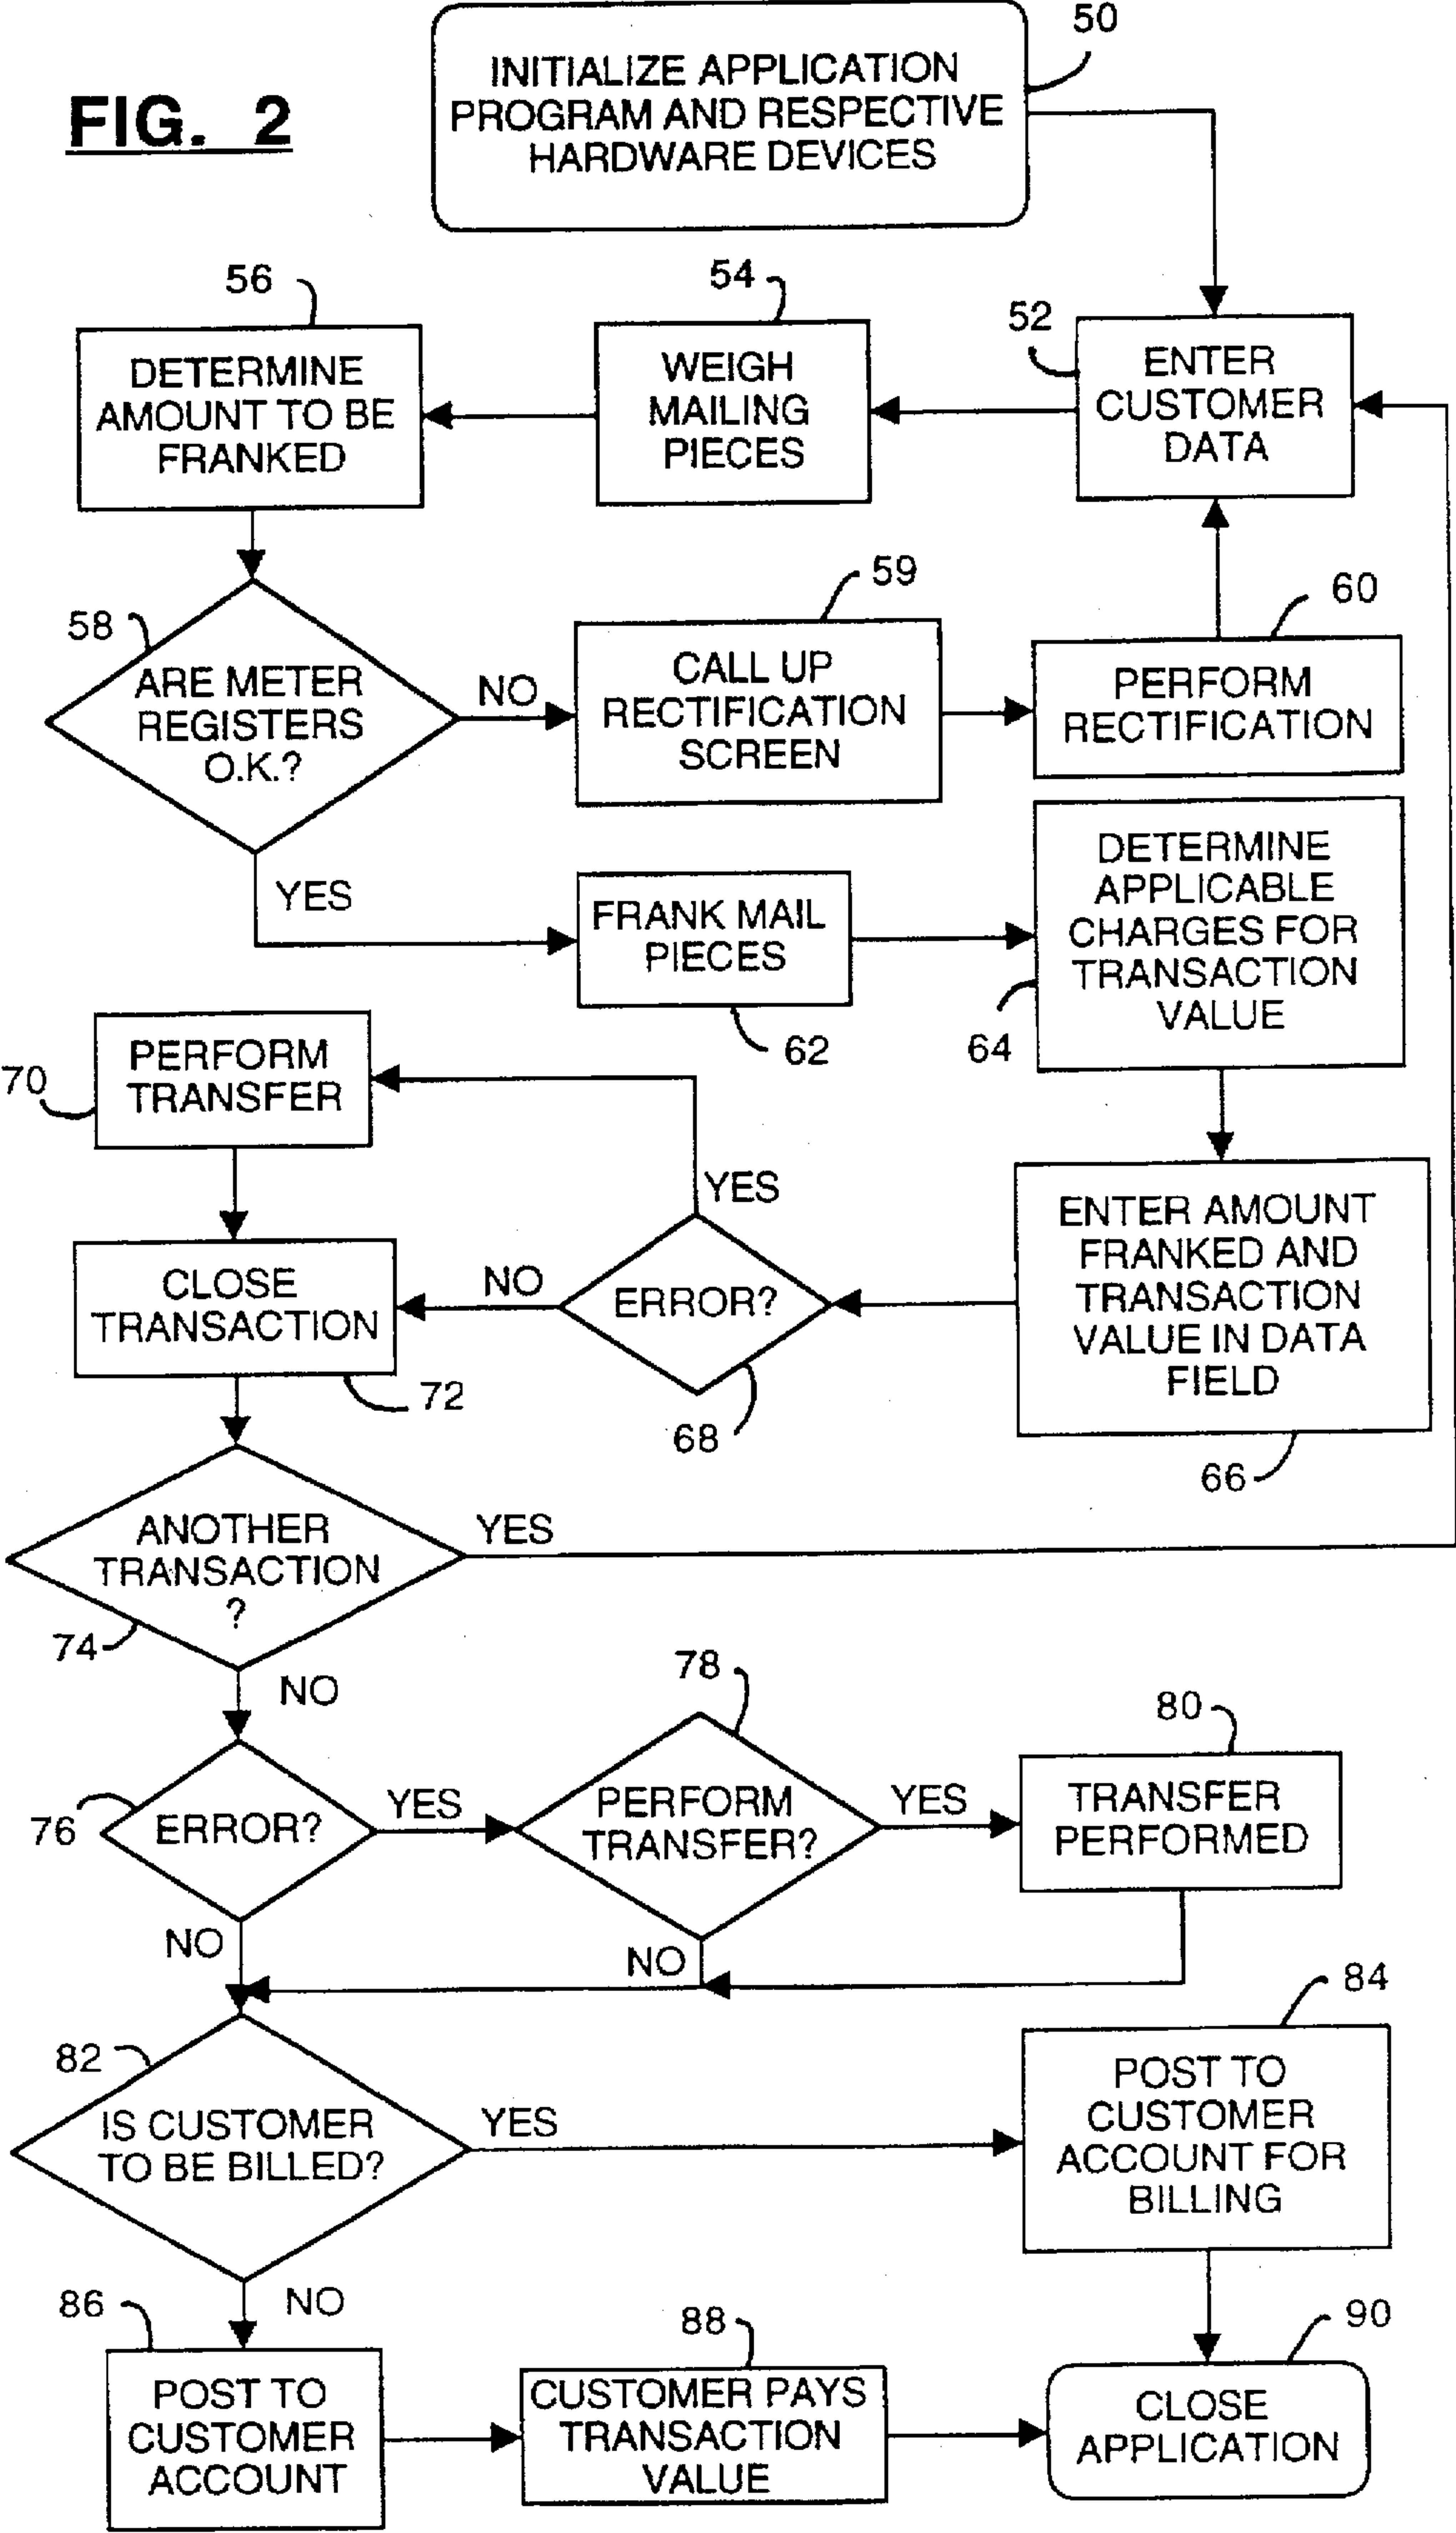 FIG. 2
50
INITIALIZE APPLICATION
PROGRAM AND RESPECTIVE
HARDWARE DEVICES
56
54
52
DETERMINE
AMOUNT TO BE
FRANKED
WEIGH
MAILING
PIECES
ENTER
CUSTOMER
DATA
58
59
60
ARE METER
REGISTERS
O.K.?
NO
CALL UP
RECTIFICATION
SCREEN
PERFORM
RECTIFICATION
YES
FRANK MAIL
PIECES
62
DETERMINE
APPLICABLE
CHARGES FOR
TRANSACTION
VALUE
64
70
PERFORM
TRANSFER
YES
CLOSE
TRANSACTION
72
NO
ERROR?
68
ENTER AMOUNT
FRANKED AND
TRANSACTION
VALUE IN DATA
FIELD
66
ANOTHER
TRANSACTION
?
74
YES
NO
78
80
76
ERROR?
YES
PERFORM
TRANSFER?
YES
TRANSFER
PERFORMED
NO
NO
82
84
IS CUSTOMER
TO BE BILLED?
YES
POST TO
CUSTOMER
ACCOUNT FOR
BILLING
NO
86
88
90
POST TO
CUSTOMER
ACCOUNT
CUSTOMER PAYS
TRANSACTION
VALUE
CLOSE
APPLICATION